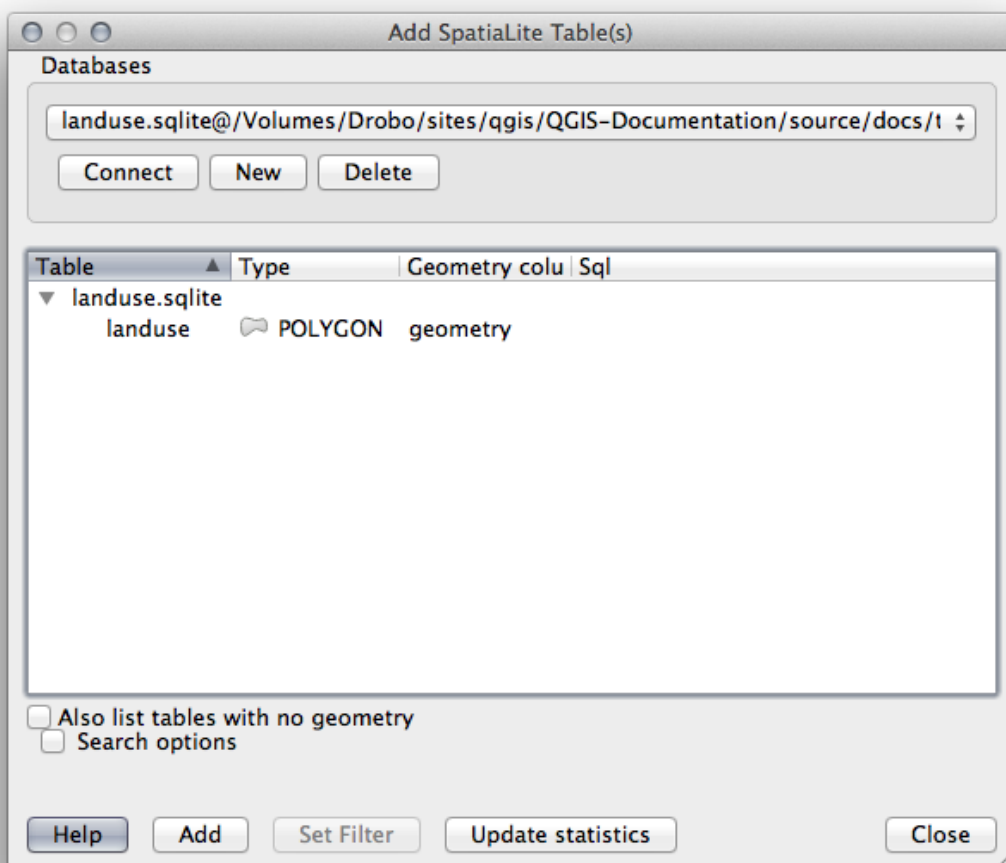 Add SpatiaLite Table(s)
Databases
landuse.sqlite@/Volumes/Drobo/sites/qgis/QGIS-Documentation/source/docs/t
Connect New Delete
Table Type Geometry colu Sql
landuse.sqlite
landuse POLYGON geometry
Also list tables with no geometry
Search options
Help Add Set Filter Update statistics Close